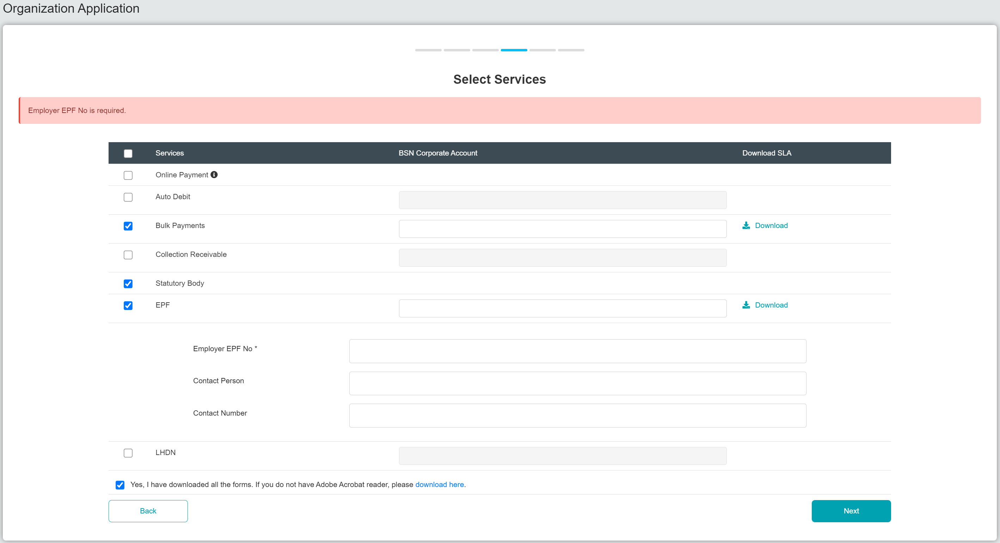 Organization Application
Select Services
Employer EPF No is required.
Services BSN Corporate Account Download SLA
Online Payment
Auto Debit
Bulk Payments Download
Collection Receivable
Statutory Body
EPF Download
Employer EPF No *
Contact Person
Contact Number
LHDN
Yes, I have downloaded all the forms. If you do not have Adobe Acrobat reader, please download here.
Back Next